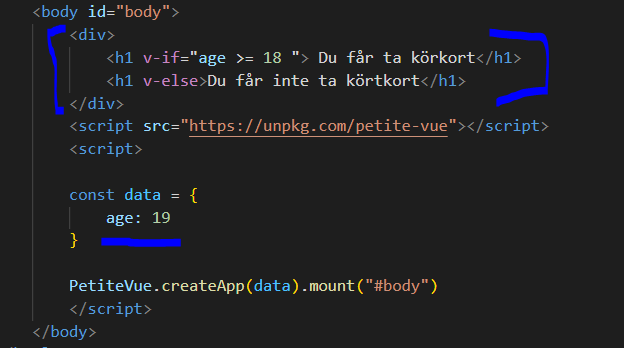 <body id="body">
<div>
<h1 v-if="age >= 18 "> Du får ta körkort</h1>
<h1 v-else>Du får inte ta körtkort</h1>
</div>
<script src="https://unpkg.com/petite-vue"></script>
<script>
const data = {
age: 19
}
PetiteVue.createApp(data).mount("#body")
</script>
</body>